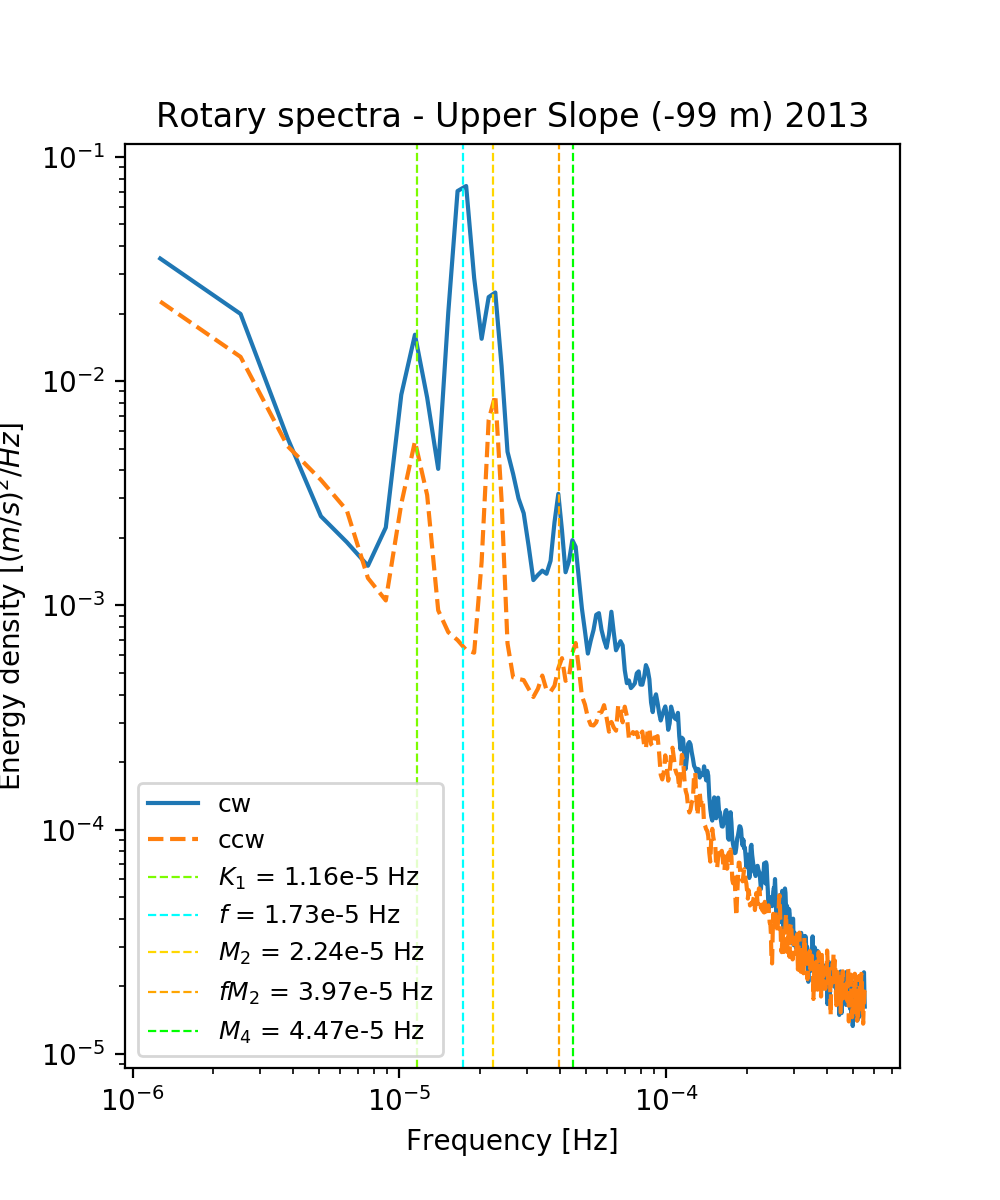 Rotary spectra - Upper Slope (-99 m) 2013
Energy density [(m/s)²/Hz]
10⁻¹
10⁻²
10⁻³
10⁻⁴
10⁻⁵
cw
ccw
K₁ = 1.16e-5 Hz
f = 1.73e-5 Hz
M₂ = 2.24e-5 Hz
fM₂ = 3.97e-5 Hz
M₄ = 4.47e-5 Hz
10⁻⁶ 10⁻⁵ 10⁻⁴
Frequency [Hz]